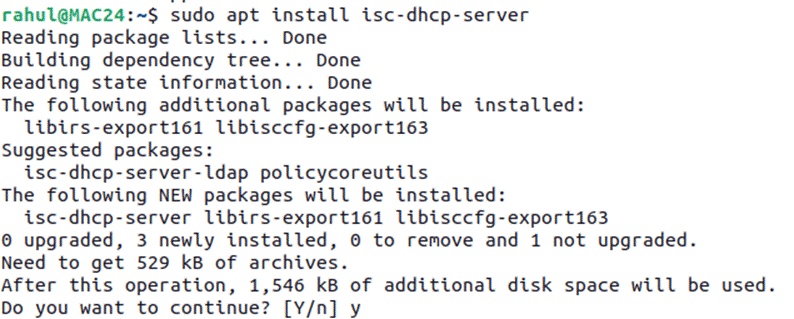 rahul@MAC24:~$ sudo apt install isc-dhcp-server
Reading package lists... Done
Building dependency tree... Done
Reading state information... Done
The following additional packages will be installed:
  libirs-export161 libisccfg-export163
Suggested packages:
  isc-dhcp-server-ldap policycoreutils
The following NEW packages will be installed:
  isc-dhcp-server libirs-export161 libisccfg-export163
0 upgraded, 3 newly installed, 0 to remove and 1 not upgraded.
Need to get 529 kB of archives.
After this operation, 1,546 kB of additional disk space will be used.
Do you want to continue? [Y/n] y